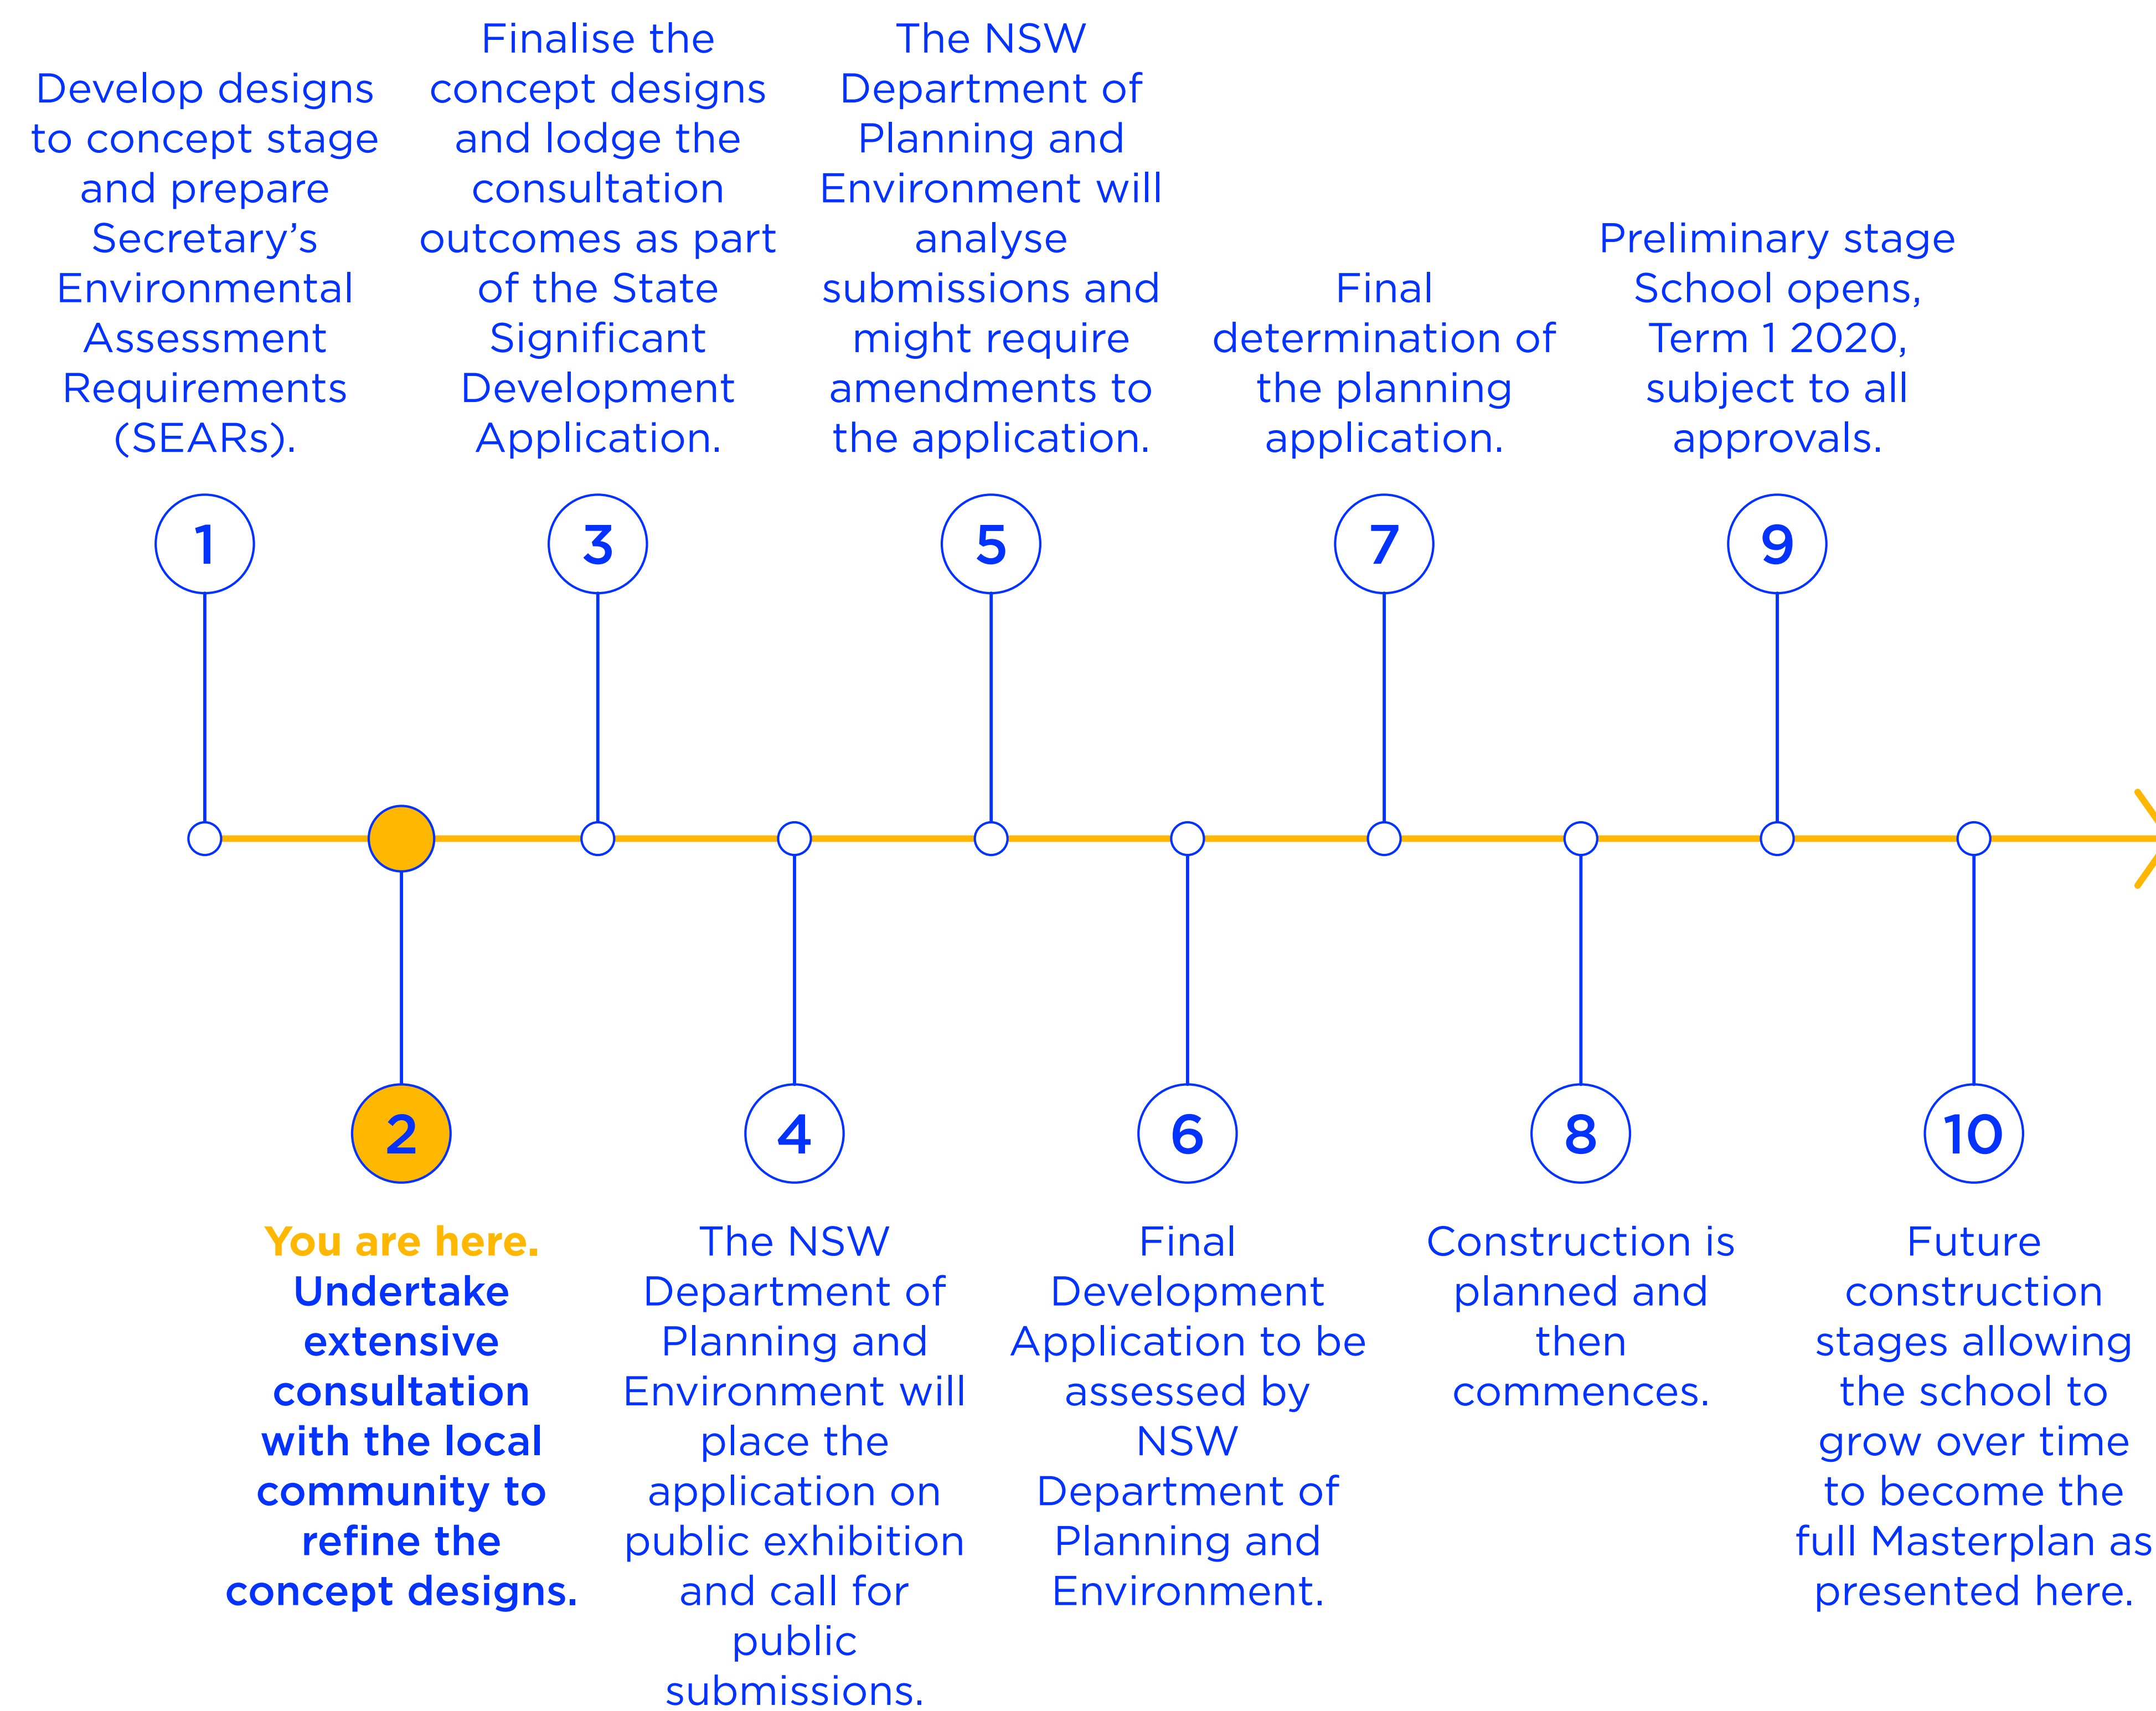 Develop designs
to concept stage
and prepare
Secretary’s
Environmental
Assessment
Requirements
(SEARs).
1
You are here.
Undertake
extensive
consultation
with the local
community to
refine the
concept designs.
2
Finalise the
concept designs
and lodge the
consultation
outcomes as part
of the State
Significant
Development
Application.
3
The NSW
Department of
Planning and
Environment will
place the
application on
public exhibition
and call for
public
submissions.
4
The NSW
Department of
Planning and
Environment will
analyse
submissions and
might require
amendments to
the application.
5
Final
Development
Application to be
assessed by
NSW
Department of
Planning and
Environment.
6
Final
determination of
the planning
application.
7
Construction is
planned and
then
commences.
8
Preliminary stage
School opens,
Term 1 2020,
subject to all
approvals.
9
Future
construction
stages allowing
the school to
grow over time
to become the
full Masterplan as
presented here.
10